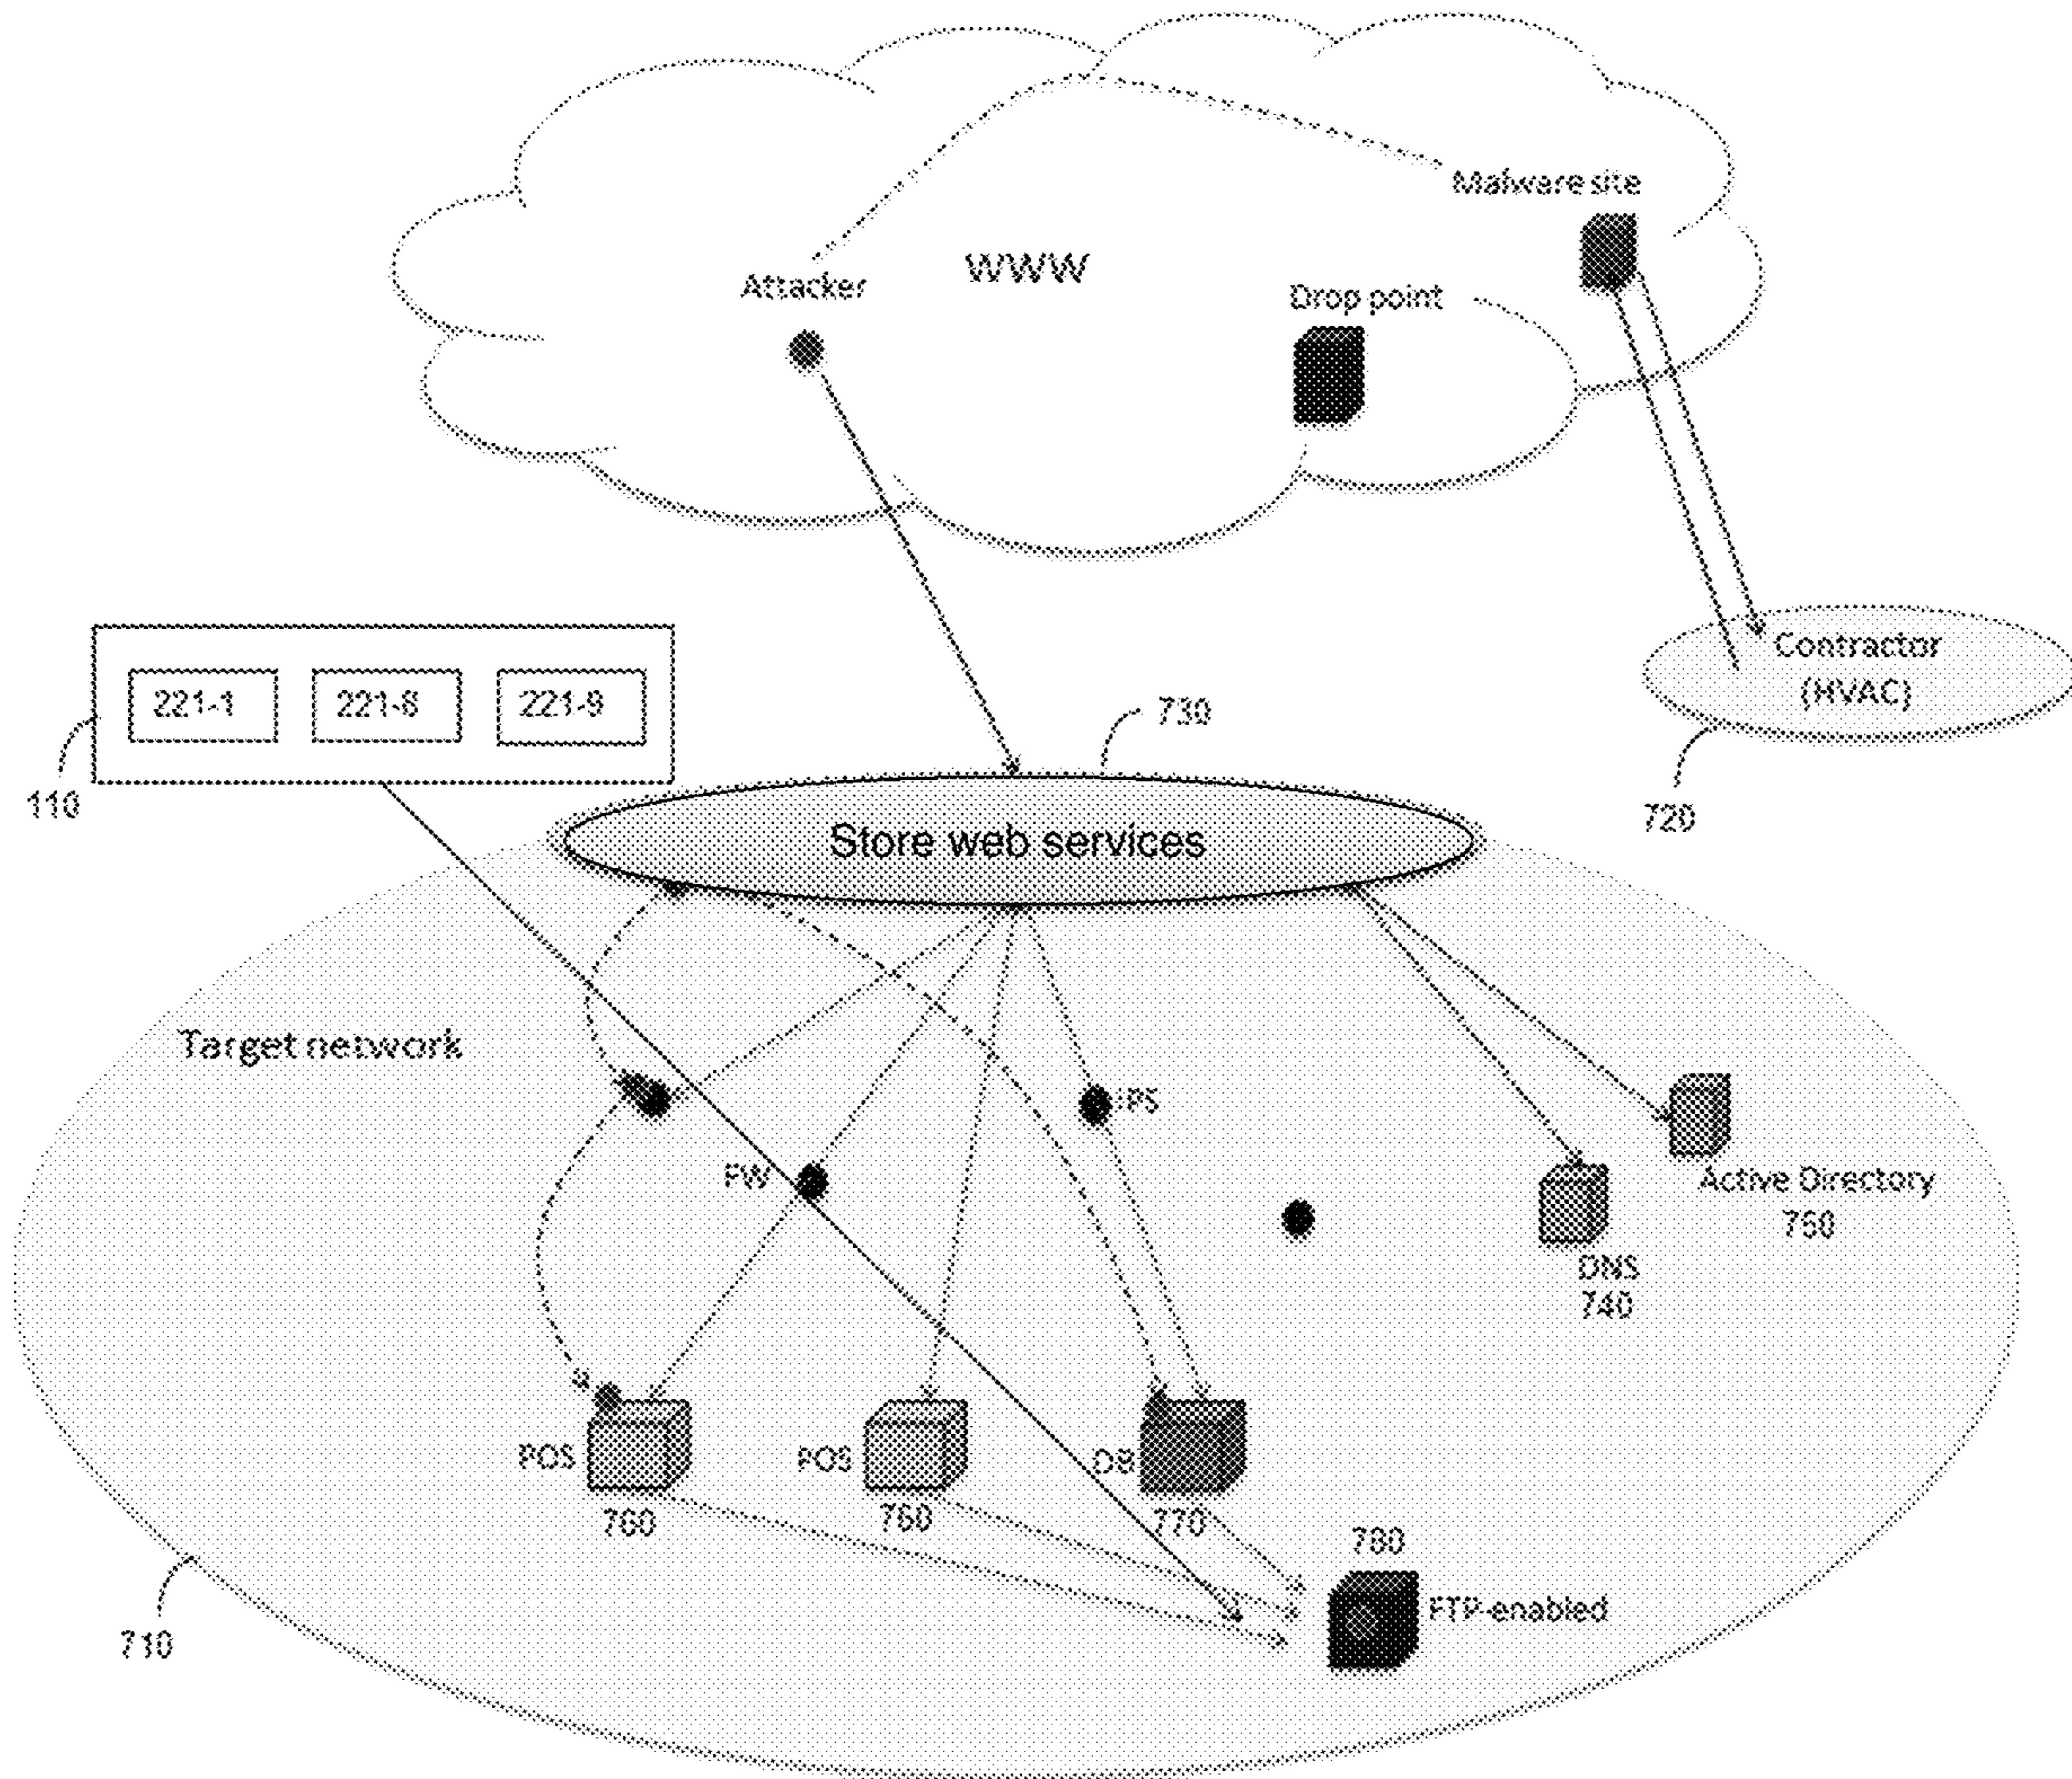 Malware site
WWW
Attacker
Drop point
Contractor
(HVAC)
221-1
221-8
221-9
730
110
720
Store web services
Target network
IPS
FW
Active Directory
750
DNS
740
POS
POS
DB
760
760
770
780
FTP-enabled
710